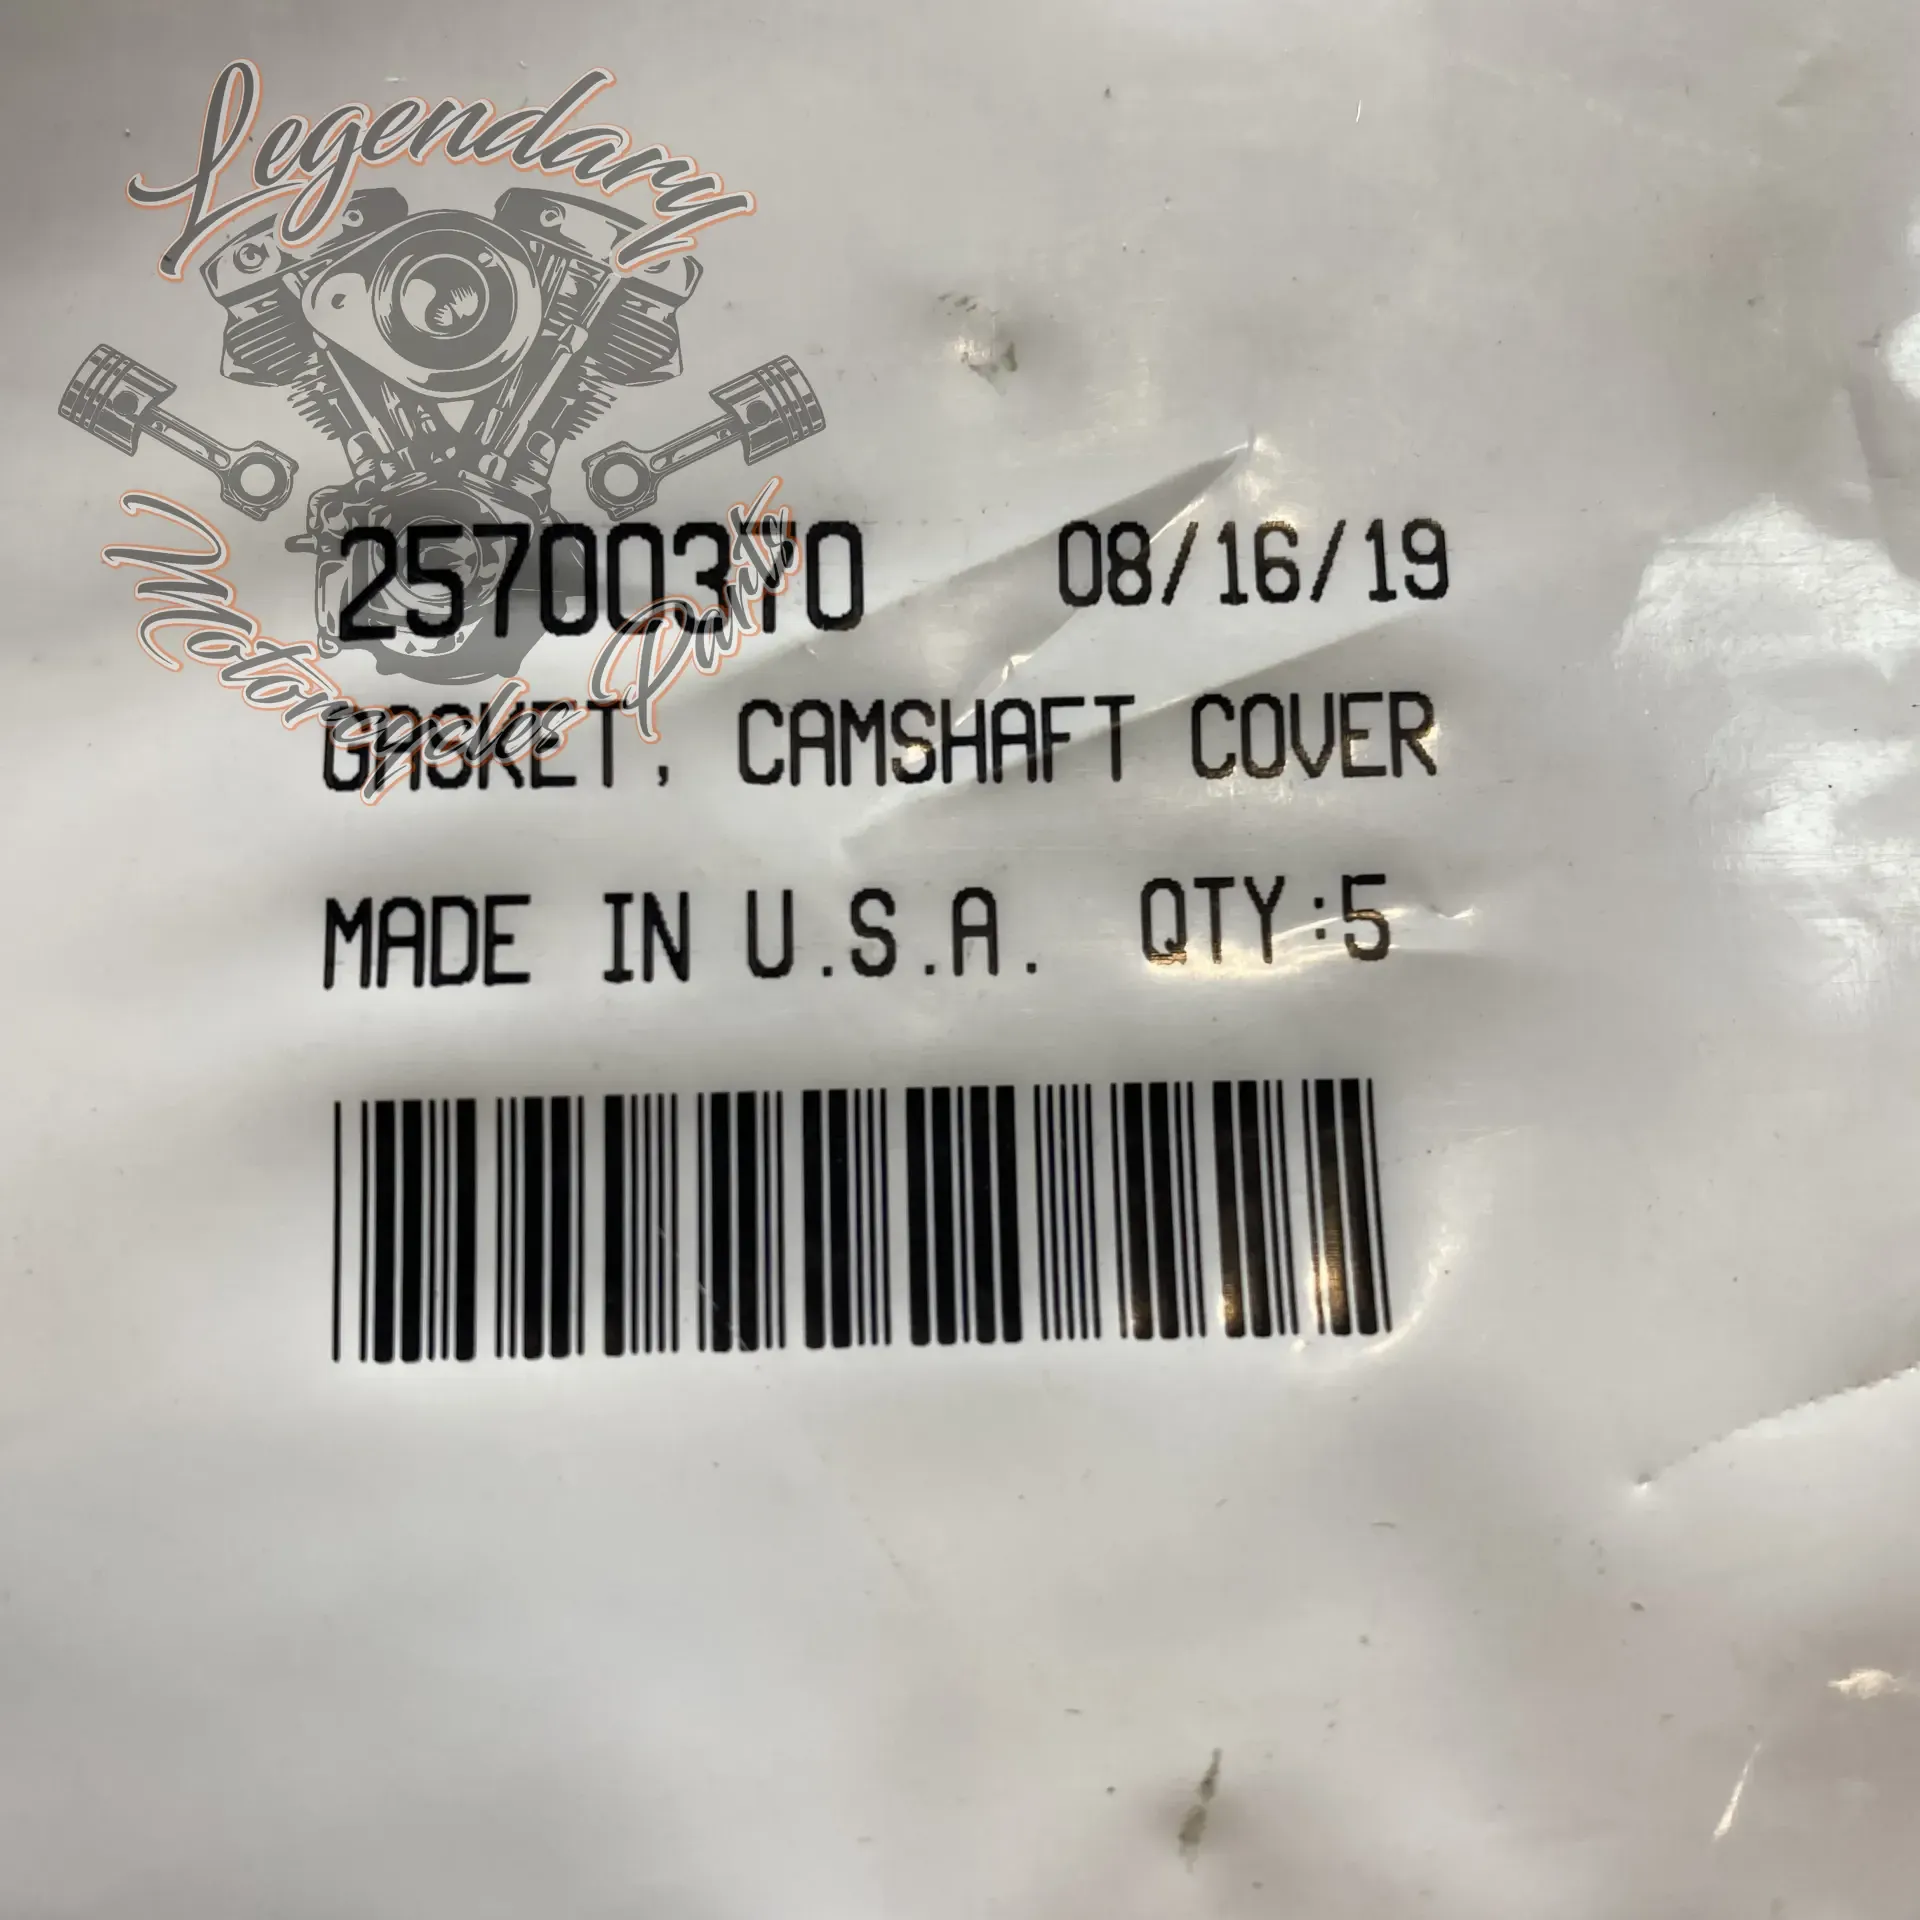 Legendary
Motorcycles Parts
25700370 08/16/19
GASKET, CAMSHAFT COVER
MADE IN U.S.A. QTY:5